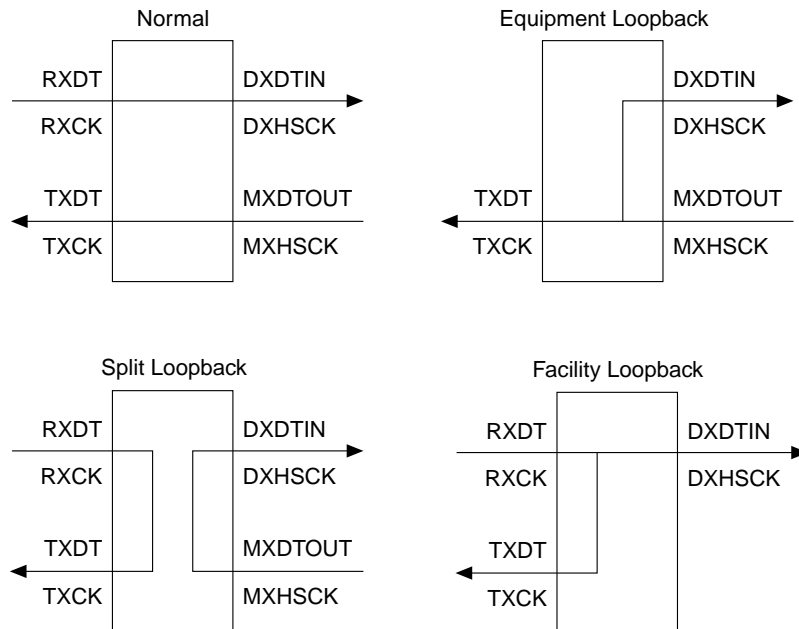 Normal
RXDT
DXDTIN
RXCK
DXHSCK
TXDT
MXDTOUT
TXCK
MXHSCK
Equipment Loopback
DXDTIN
DXHSCK
TXDT
MXDTOUT
TXCK
MXHSCK
Split Loopback
RXDT
DXDTIN
RXCK
DXHSCK
TXDT
MXDTOUT
TXCK
MXHSCK
Facility Loopback
RXDT
DXDTIN
RXCK
DXHSCK
TXDT
TXCK